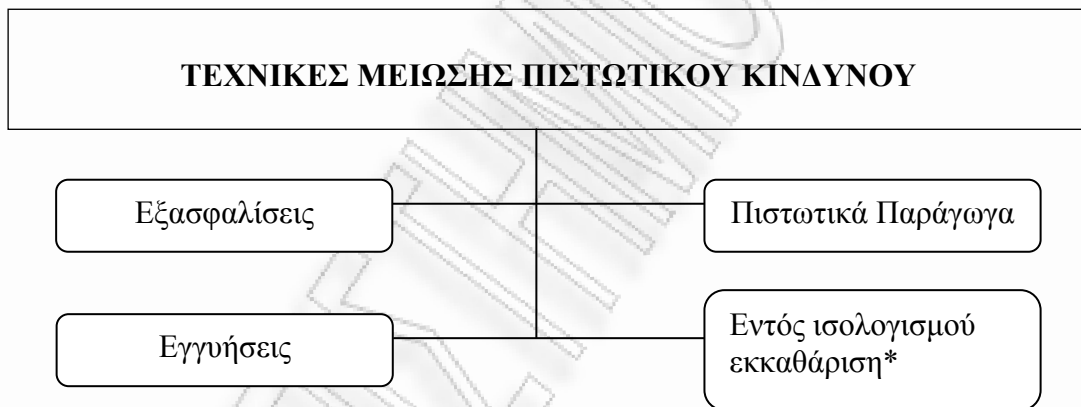 ΤΕΧΝΙΚΕΣ ΜΕΙΩΣΗΣ ΠΙΣΤΩΤΙΚΟΥ ΚΙΝΔΥΝΟΥ
Εξασφαλίσεις
Πιστωτικά Παράγωγα
Εγγυήσεις
Εντός ισολογισμού
εκκαθάριση*